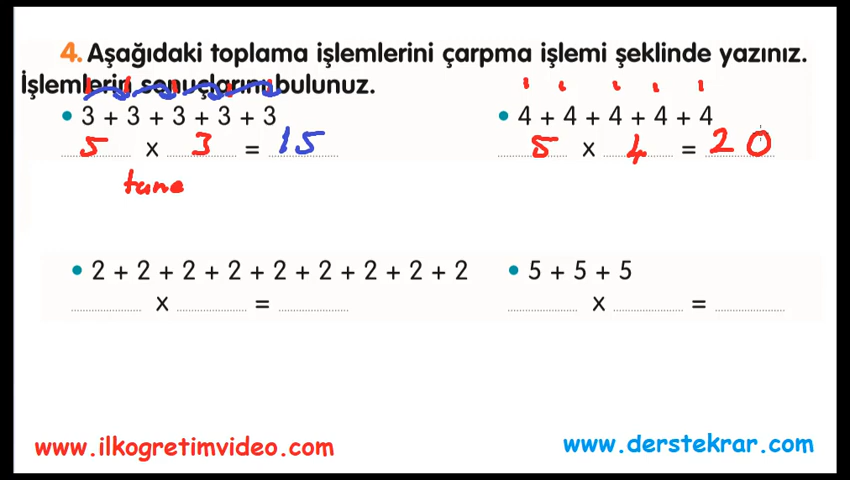 4. Aşağıdaki toplama işlemlerini çarpma işlemi şeklinde yazınız.
İşlemlerin sonuçlarını bulunuz.
• 3 + 3 + 3 + 3 + 3
5 x 3 = 15
tane
• 4 + 4 + 4 + 4 + 4
5 x 4 = 20
• 2 + 2 + 2 + 2 + 2 + 2 + 2 + 2 + 2
........ x ........ = ........
• 5 + 5 + 5
........ x ........ = ........
www.ilkogretimvideo.com
www.derstekrar.com